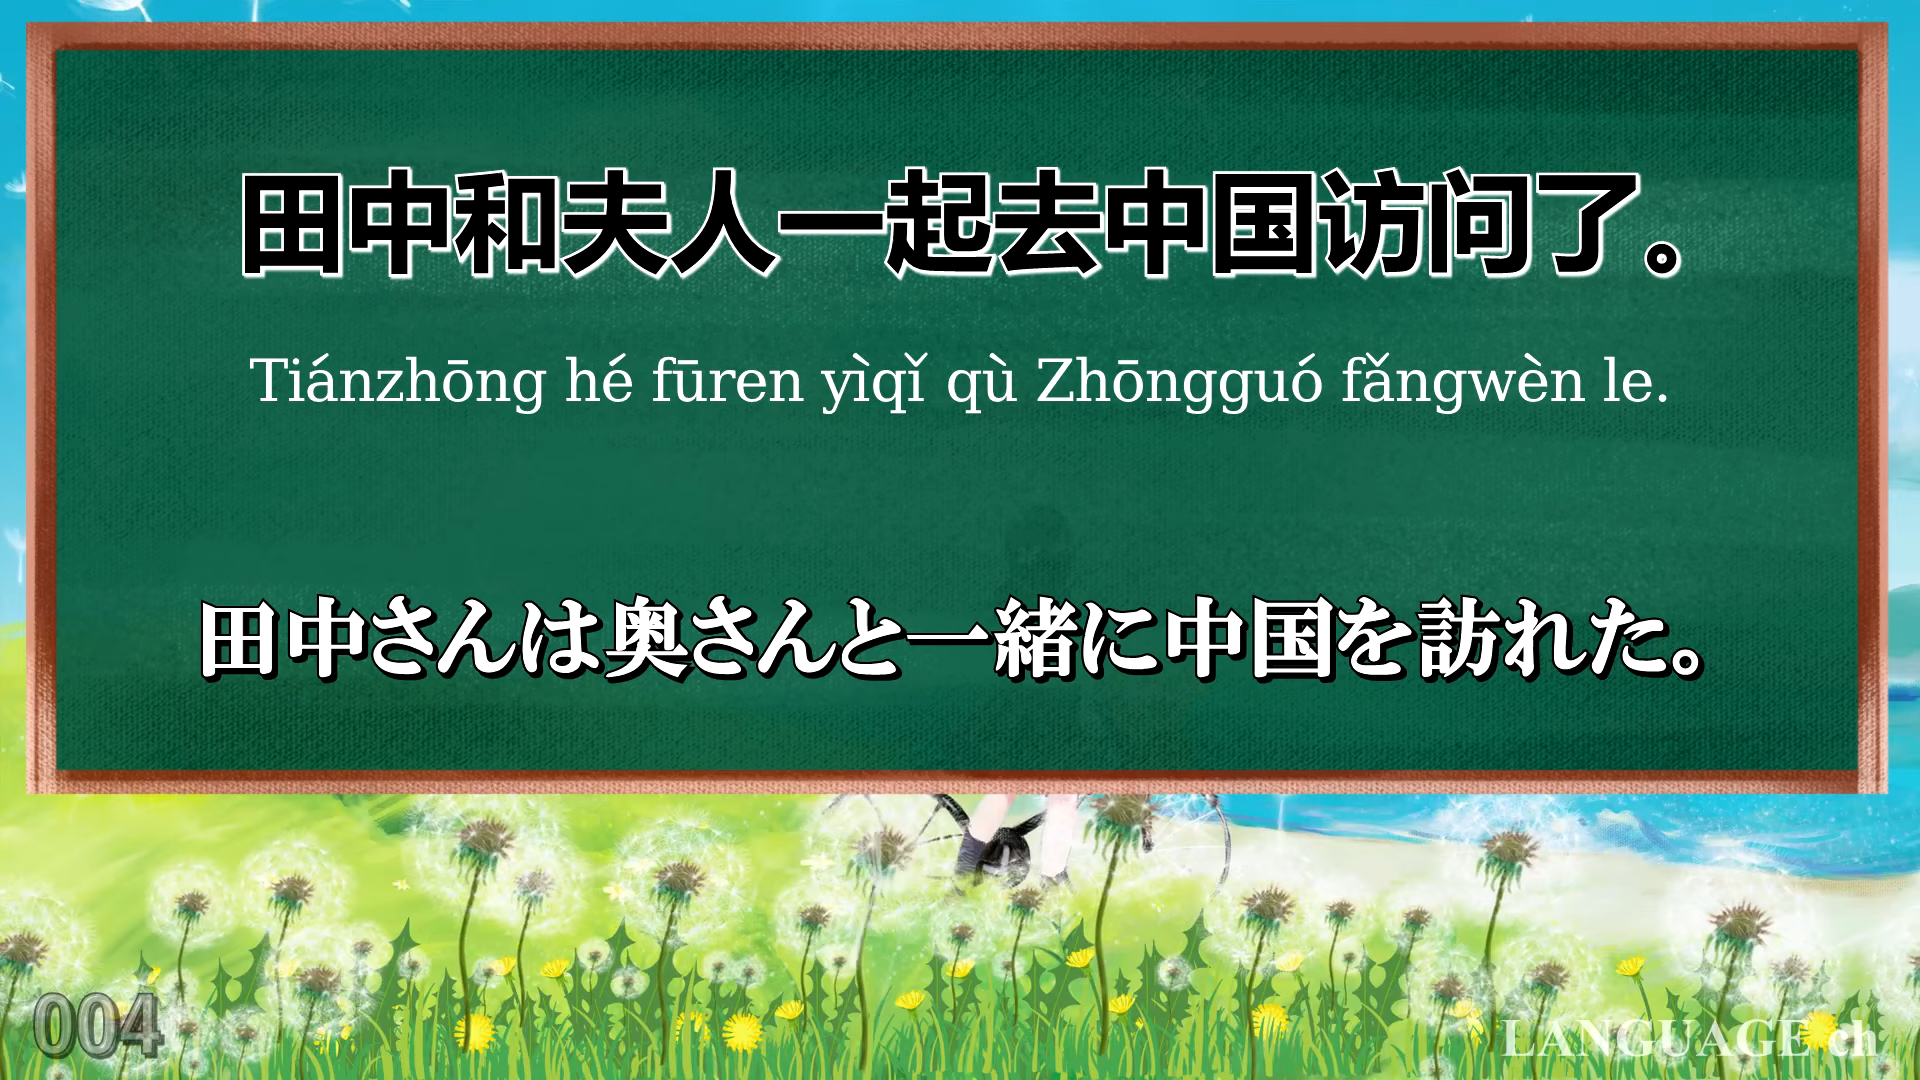 田中和夫人一起去中国访问了。
Tiánzhōng hé fūren yìqǐ qù Zhōngguó fǎngwèn le.
田中さんは奥さんと一緒に中国を訪れた。
004
LANGUAGE ch